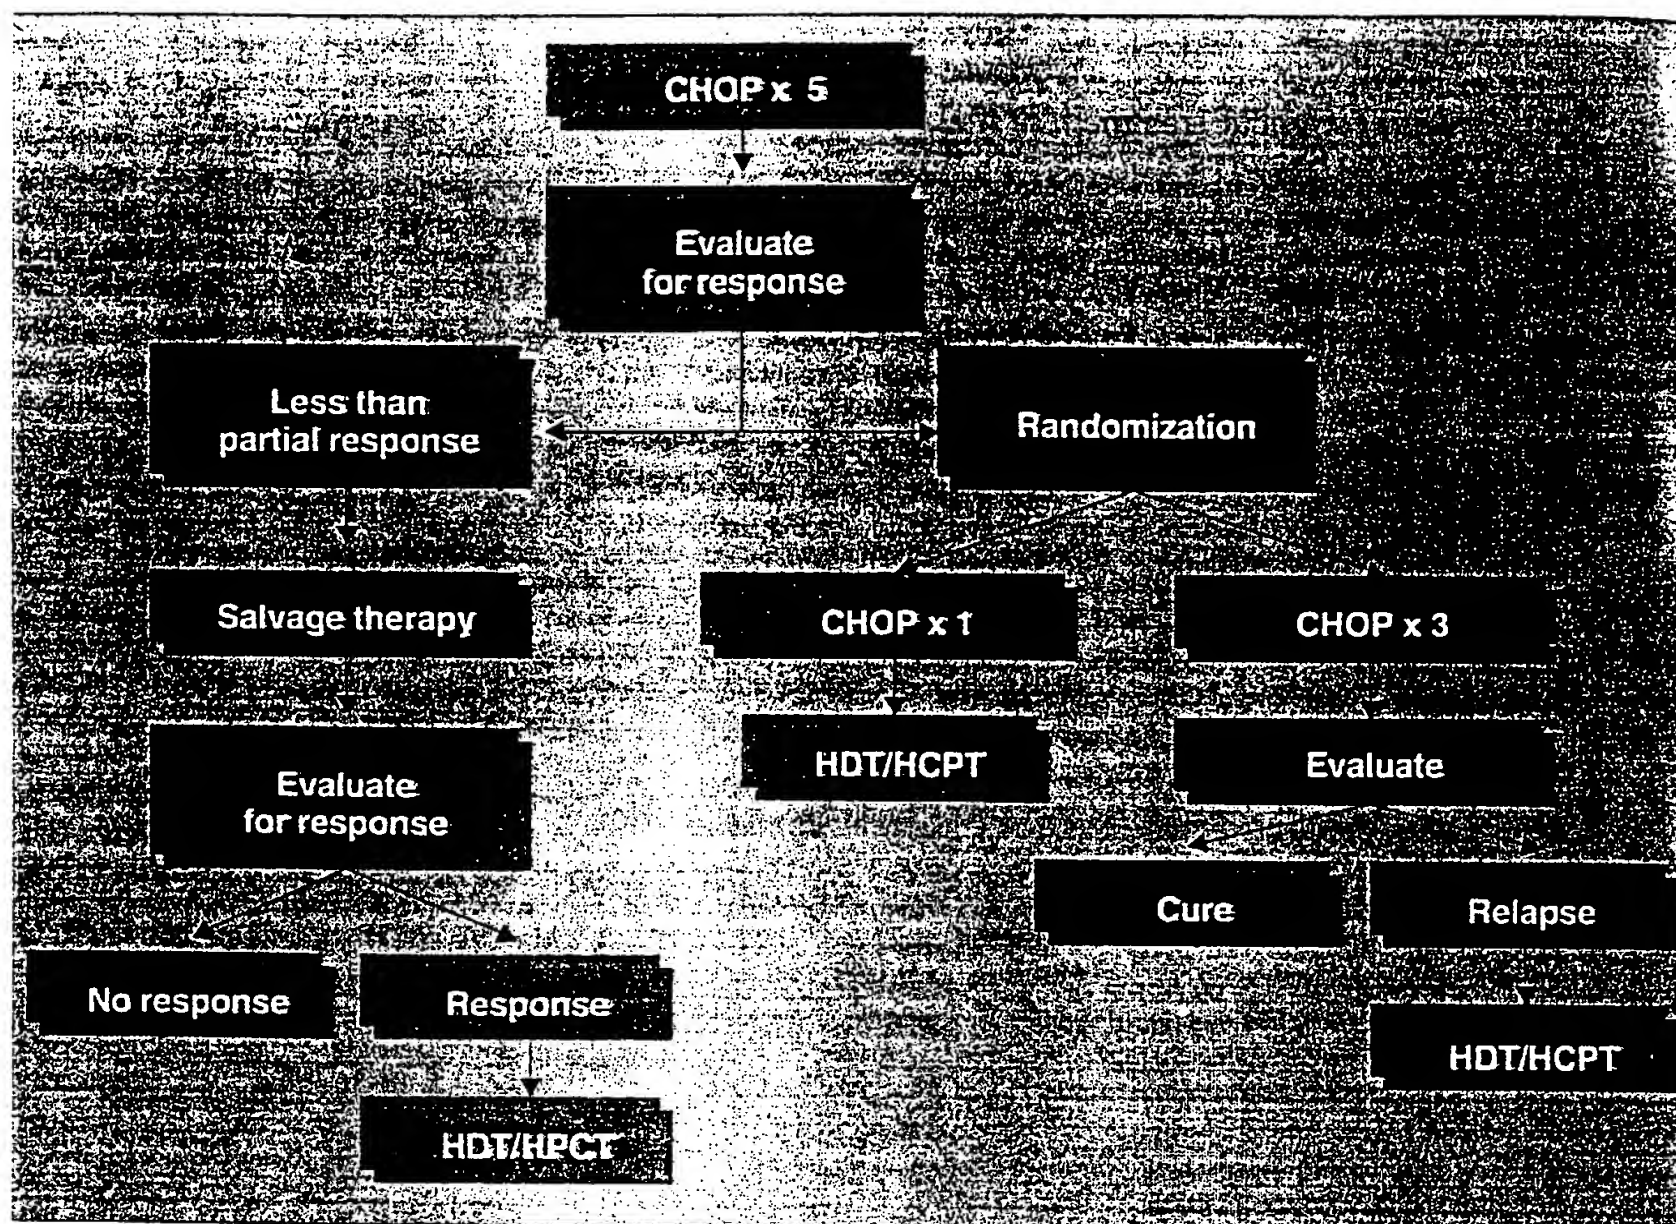 CHOP x 5
Evaluate
for response
Less than
partial response
Randomization
Salvage therapy
CHOP x 1
CHOP x 3
HDT/HCPT
Evaluate
Evaluate
for response
Cure
Relapse
No response
Response
HDT/HCPT
HDT/HPCT